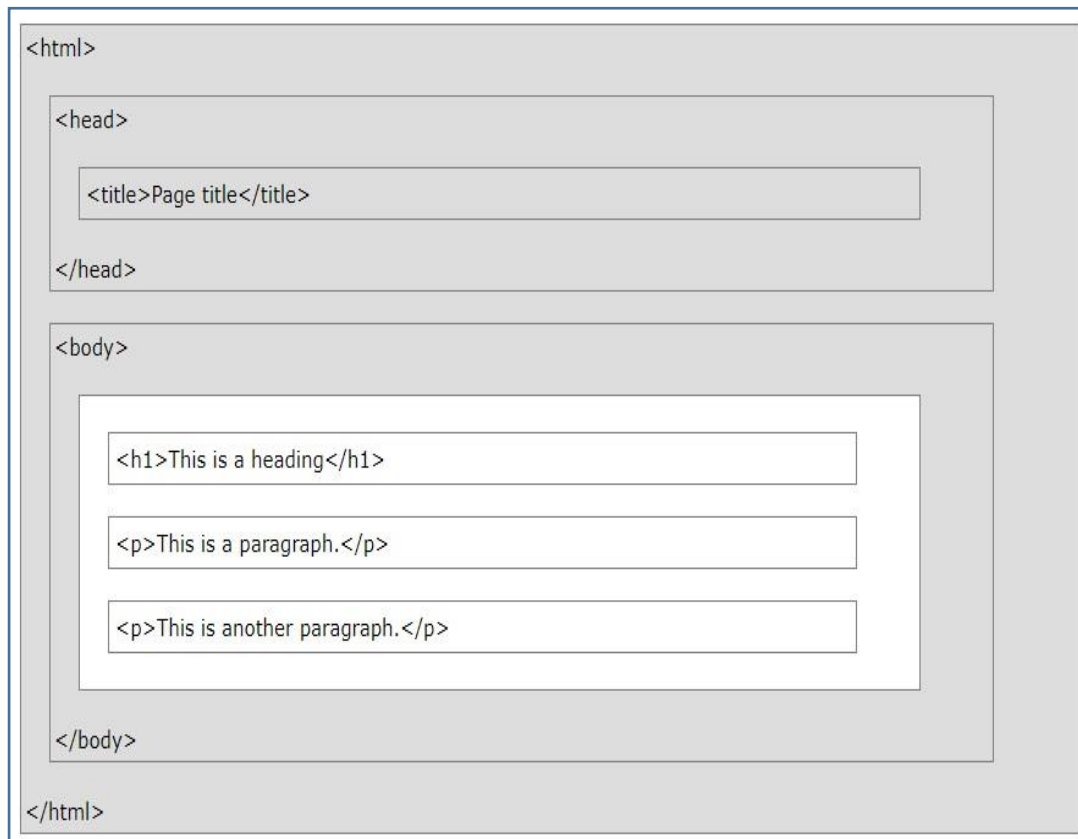 <html>
<head>
<title>Page title</title>
</head>
<body>
<h1>This is a heading</h1>
<p>This is a paragraph.</p>
<p>This is another paragraph.</p>
</body>
</html>